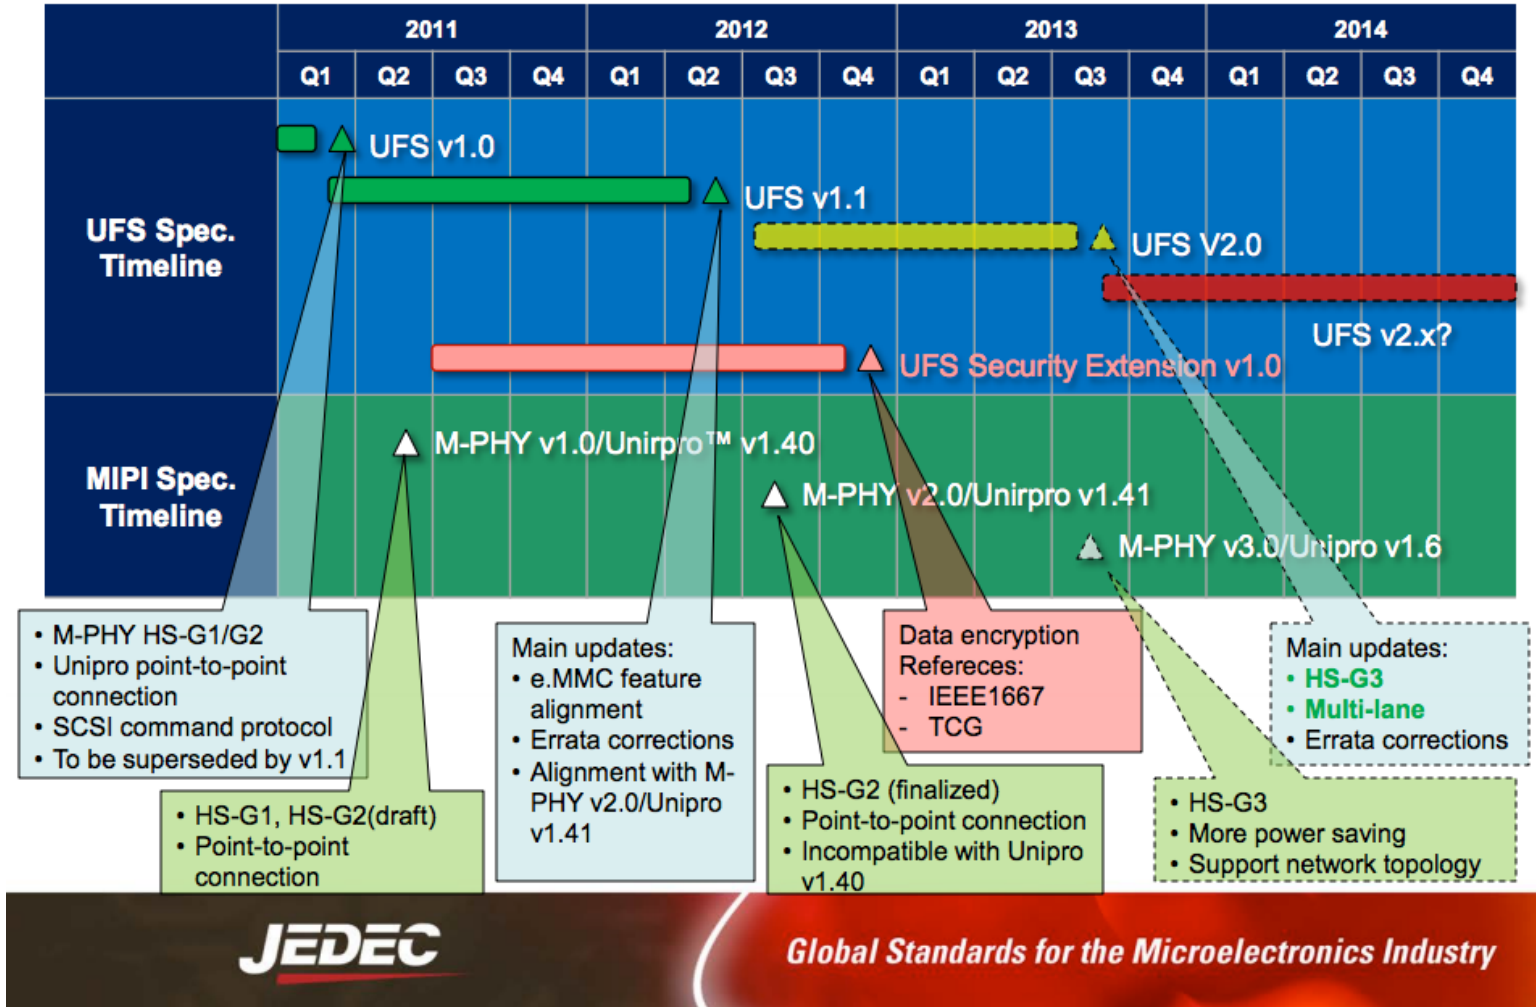 2011 2012 2013 2014
Q1 Q2 Q3 Q4 Q1 Q2 Q3 Q4 Q1 Q2 Q3 Q4 Q1 Q2 Q3 Q4
UFS Spec.
Timeline
UFS v1.0
UFS v1.1
UFS V2.0
UFS v2.x?
UFS Security Extension v1.0
MIPI Spec.
Timeline
M-PHY v1.0/Unirpro™ v1.40
M-PHY v2.0/Unirpro v1.41
M-PHY v3.0/Unipro v1.6
• M-PHY HS-G1/G2
• Unipro point-to-point
connection
• SCSI command protocol
• To be superseded by v1.1
• HS-G1, HS-G2(draft)
• Point-to-point
connection
Main updates:
• e.MMC feature
alignment
• Errata corrections
• Alignment with M-
PHY v2.0/Unipro
v1.41
• HS-G2 (finalized)
• Point-to-point connection
• Incompatible with Unipro
v1.40
Data encryption
Refereces:
- IEEE1667
- TCG
Main updates:
• HS-G3
• Multi-lane
• Errata corrections
• HS-G3
• More power saving
• Support network topology
JEDEC
Global Standards for the Microelectronics Industry